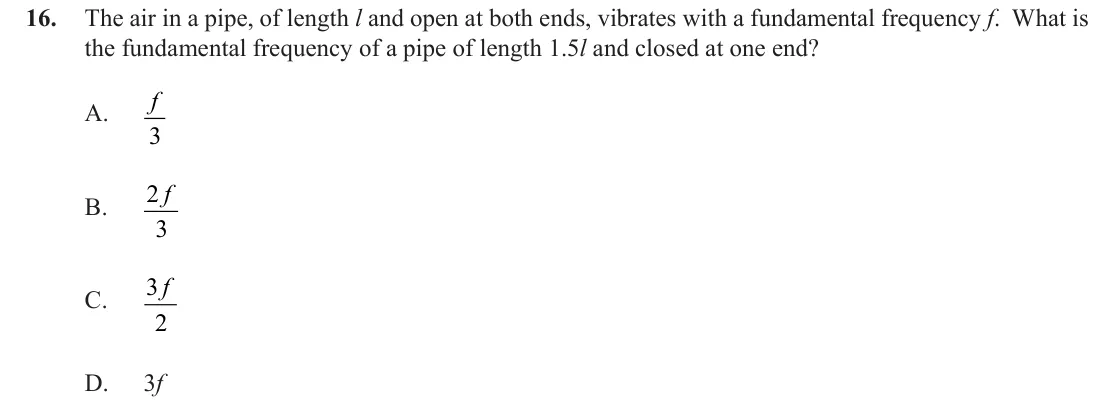 16. The air in a pipe, of length l and open at both ends, vibrates with a fundamental frequency f. What is
the fundamental frequency of a pipe of length 1.5l and closed at one end?
A. f/3
B. 2f/3
C. 3f/2
D. 3f